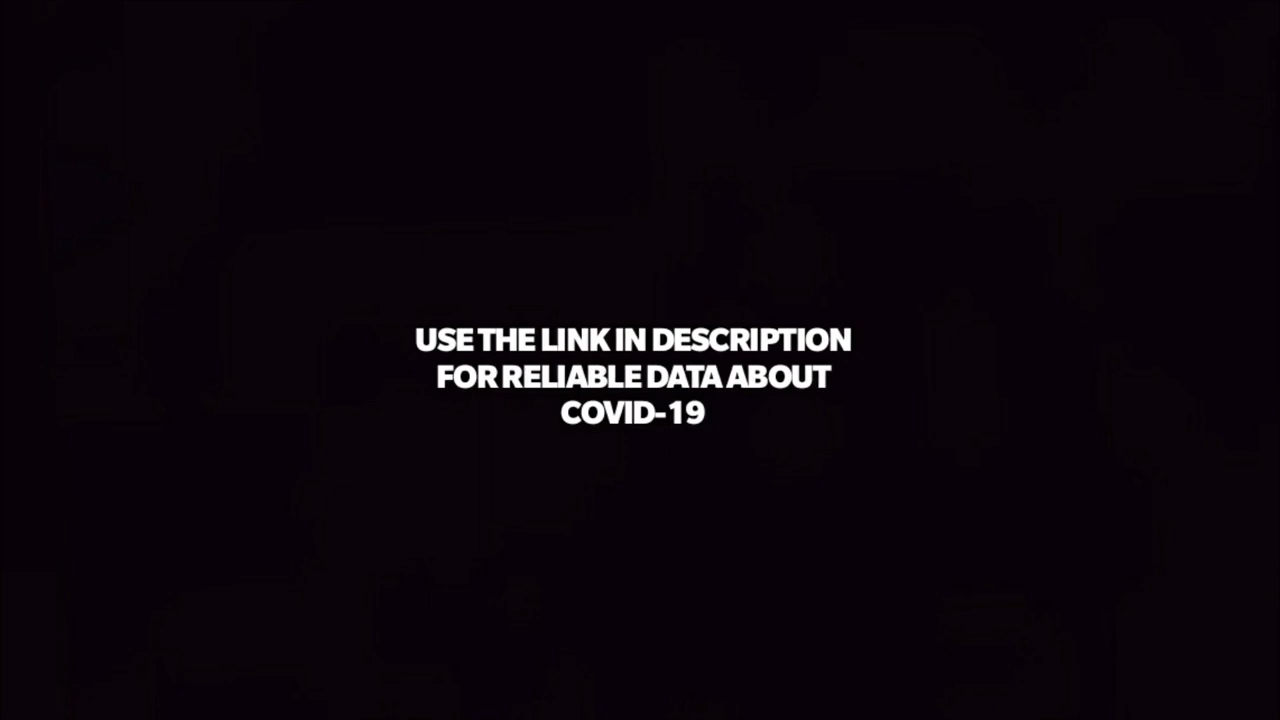 USE THE LINK IN DESCRIPTION
FOR RELIABLE DATA ABOUT
COVID-19